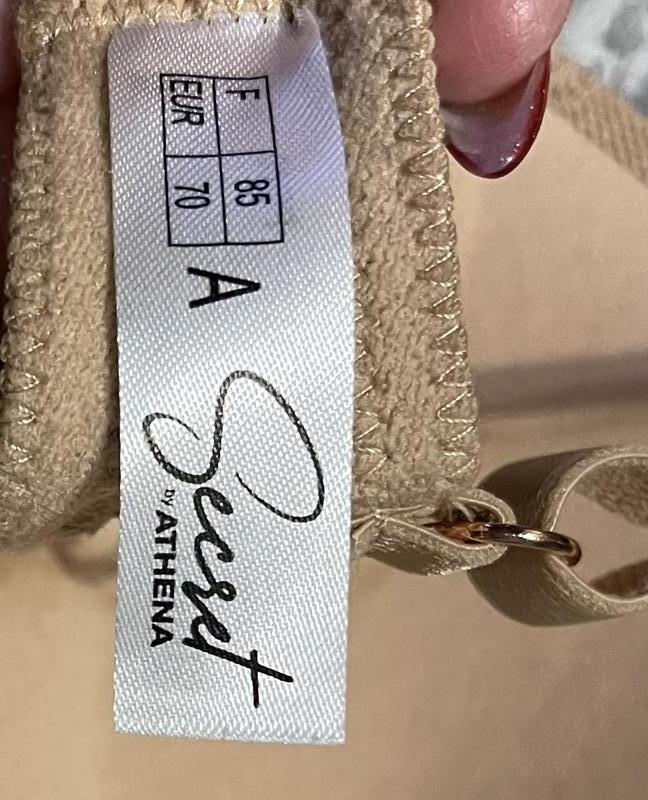 F 85
EUR 70
A
Secret
BY ATHENA